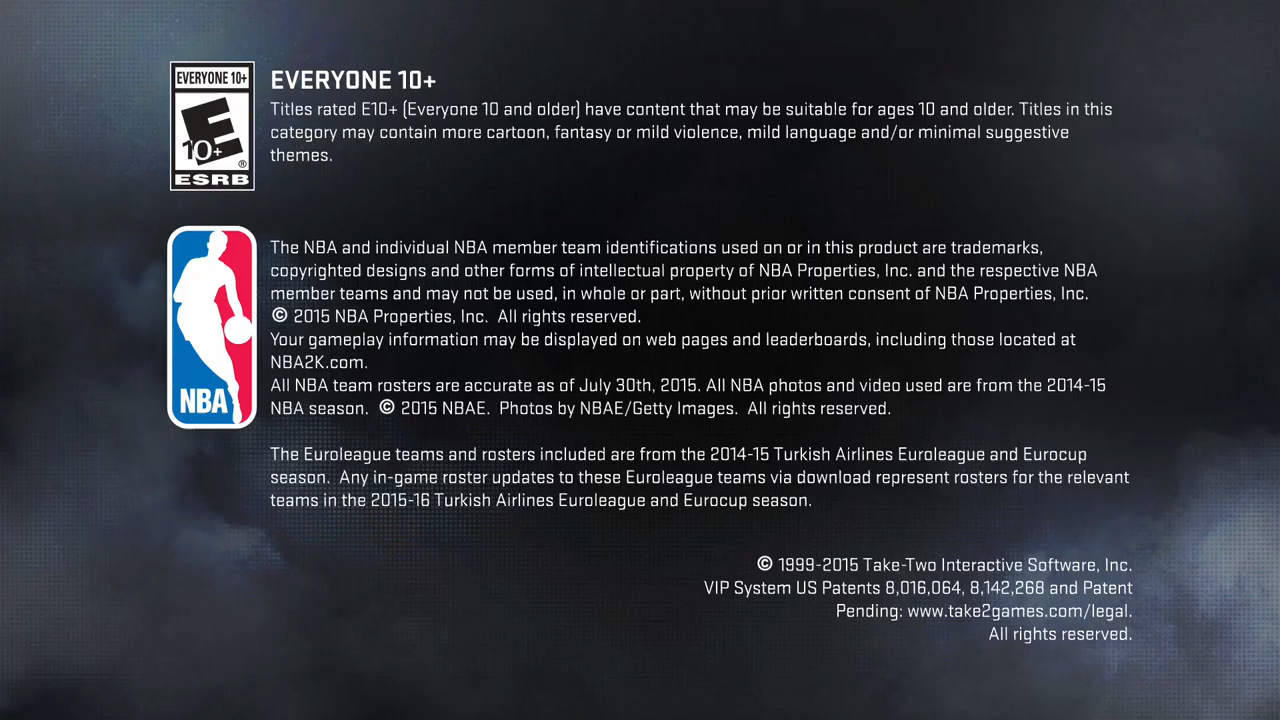 EVERYONE 10+
E
10+
®
ESRB
EVERYONE 10+
Titles rated E10+ (Everyone 10 and older) have content that may be suitable for ages 10 and older. Titles in this
category may contain more cartoon, fantasy or mild violence, mild language and/or minimal suggestive
themes.
NBA
The NBA and individual NBA member team identifications used on or in this product are trademarks,
copyrighted designs and other forms of intellectual property of NBA Properties, Inc. and the respective NBA
member teams and may not be used, in whole or part, without prior written consent of NBA Properties, Inc.
© 2015 NBA Properties, Inc.  All rights reserved.
Your gameplay information may be displayed on web pages and leaderboards, including those located at
NBA2K.com.
All NBA team rosters are accurate as of July 30th, 2015. All NBA photos and video used are from the 2014-15
NBA season.  © 2015 NBAE.  Photos by NBAE/Getty Images.  All rights reserved.
The Euroleague teams and rosters included are from the 2014-15 Turkish Airlines Euroleague and Eurocup
season.  Any in-game roster updates to these Euroleague teams via download represent rosters for the relevant
teams in the 2015-16 Turkish Airlines Euroleague and Eurocup season.
© 1999-2015 Take-Two Interactive Software, Inc.
VIP System US Patents 8,016,064, 8,142,268 and Patent
Pending: www.take2games.com/legal.
All rights reserved.